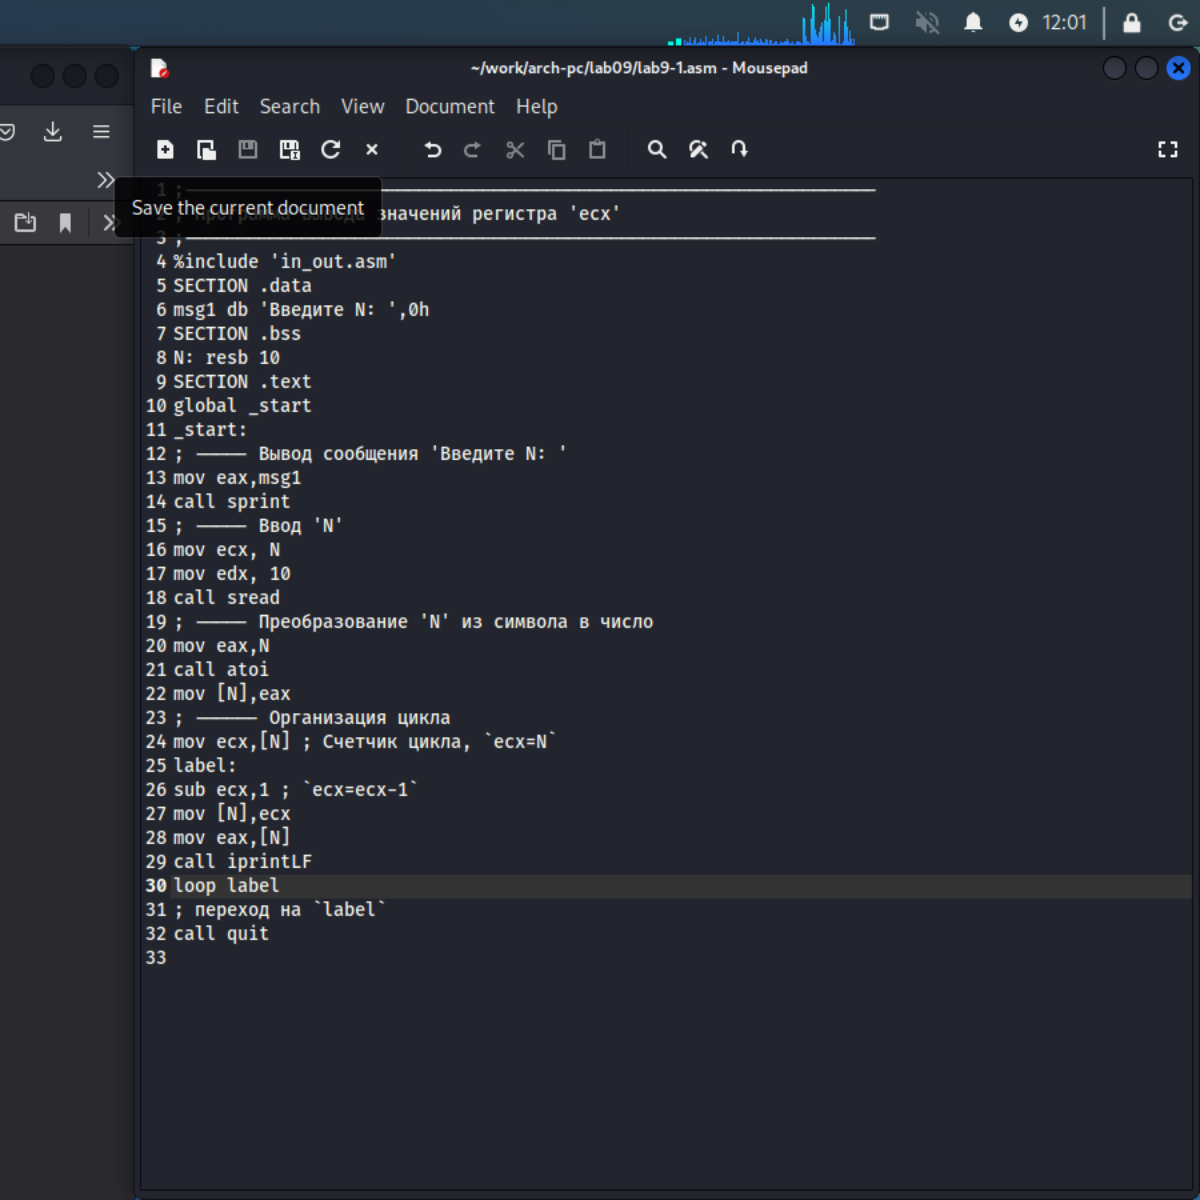 12:01
~/work/arch-pc/lab09/lab9-1.asm - Mousepad
File Edit Search View Document Help
Save the current document
1 ;
2 значений регистра 'ecx'
3 ;
4 %include 'in_out.asm'
5 SECTION .data
6 msg1 db 'Введите N: ',0h
7 SECTION .bss
8 N: resb 10
9 SECTION .text
10 global _start
11 _start:
12 ; ——— Вывод сообщения 'Введите N: '
13 mov eax,msg1
14 call sprint
15 ; ——— Ввод 'N'
16 mov ecx, N
17 mov edx, 10
18 call sread
19 ; ——— Преобразование 'N' из символа в число
20 mov eax,N
21 call atoi
22 mov [N],eax
23 ; ———— Организация цикла
24 mov ecx,[N] ; Счетчик цикла, `ecx=N`
25 label:
26 sub ecx,1 ; `ecx=ecx-1`
27 mov [N],ecx
28 mov eax,[N]
29 call iprintLF
30 loop label
31 ; переход на `label`
32 call quit
33